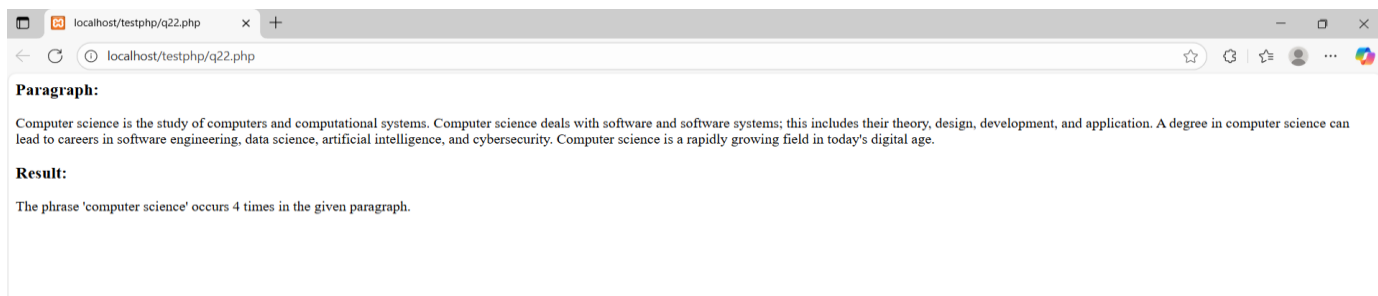 localhost/testphp/q22.php
localhost/testphp/q22.php
Paragraph:
Computer science is the study of computers and computational systems. Computer science deals with software and software systems; this includes their theory, design, development, and application. A degree in computer science can
lead to careers in software engineering, data science, artificial intelligence, and cybersecurity. Computer science is a rapidly growing field in today's digital age.
Result:
The phrase 'computer science' occurs 4 times in the given paragraph.